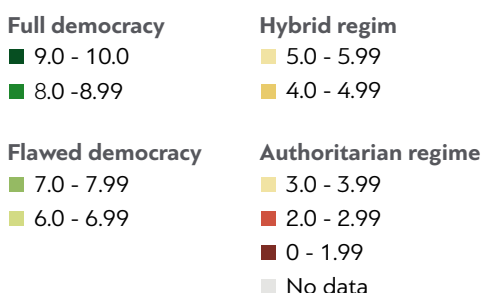 Full democracy
9.0 - 10.0
8.0 -8.99
Flawed democracy
7.0 - 7.99
6.0 - 6.99
Hybrid regim
5.0 - 5.99
4.0 - 4.99
Authoritarian regime
3.0 - 3.99
2.0 - 2.99
0 - 1.99
No data